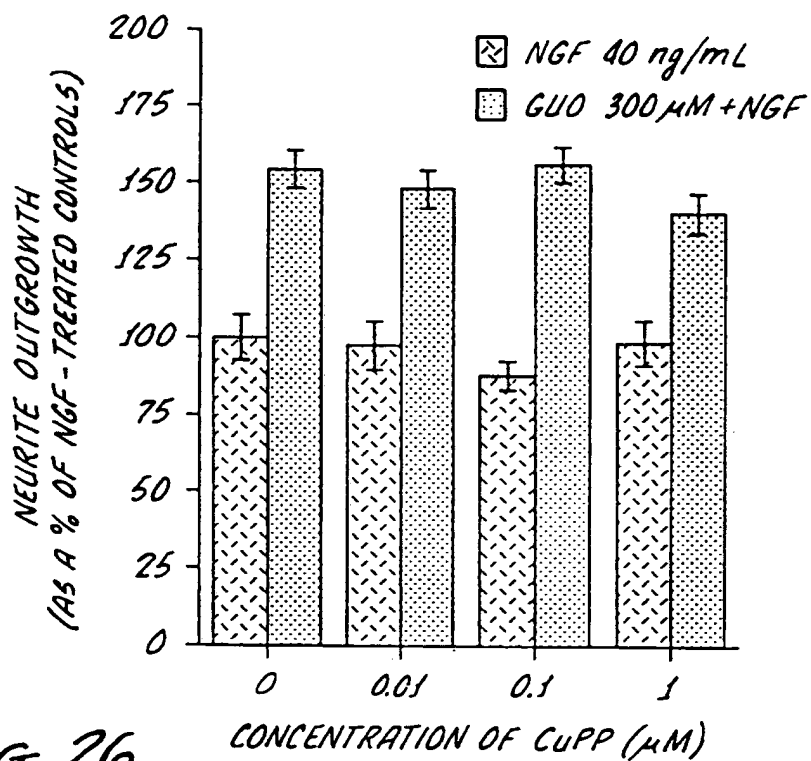 200
175
150
125
100
75
50
25
0
NEURITE OUTGROWTH
(AS A % OF NGF-TREATED CONTROLS)
NGF 40 ng/mL
GUO 300 µM + NGF
0 0.01 0.1 1
CONCENTRATION OF CuPP (µM)
26